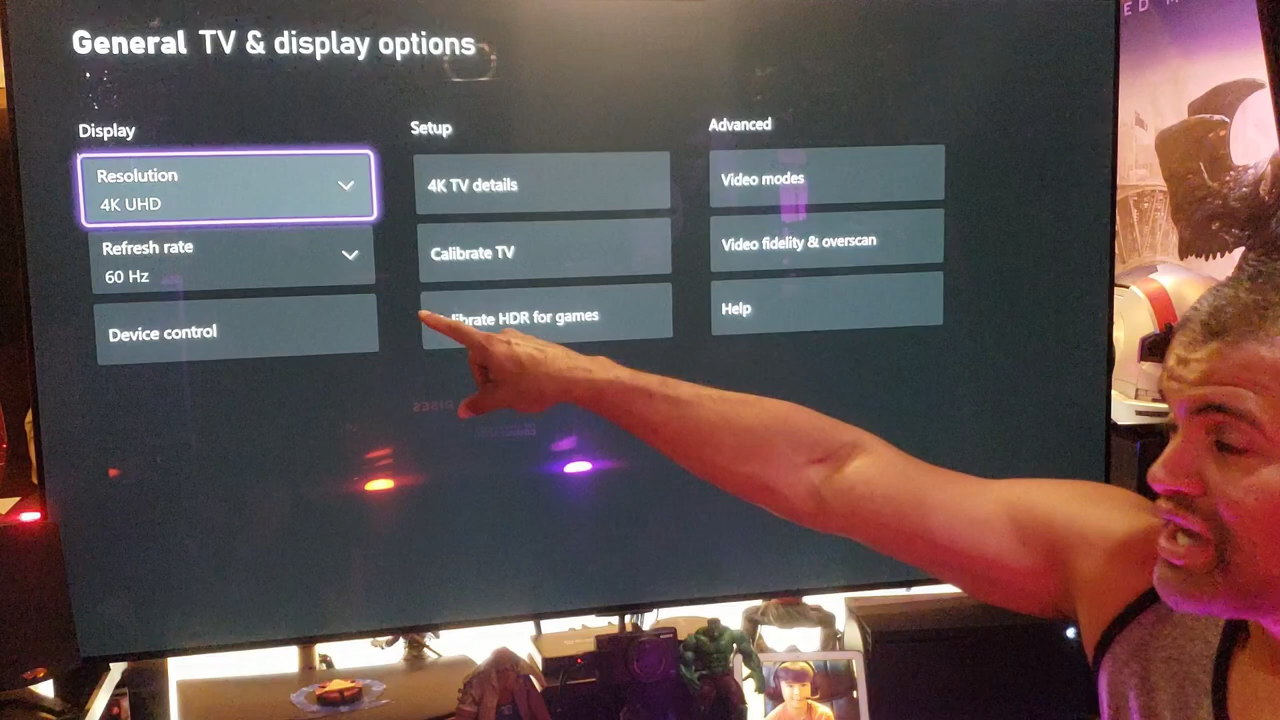 General TV & display options
Display
Resolution
4K UHD
Refresh rate
60 Hz
Device control
Setup
4K TV details
Calibrate TV
librate HDR for games
Advanced
Video modes
Video fidelity & overscan
Help